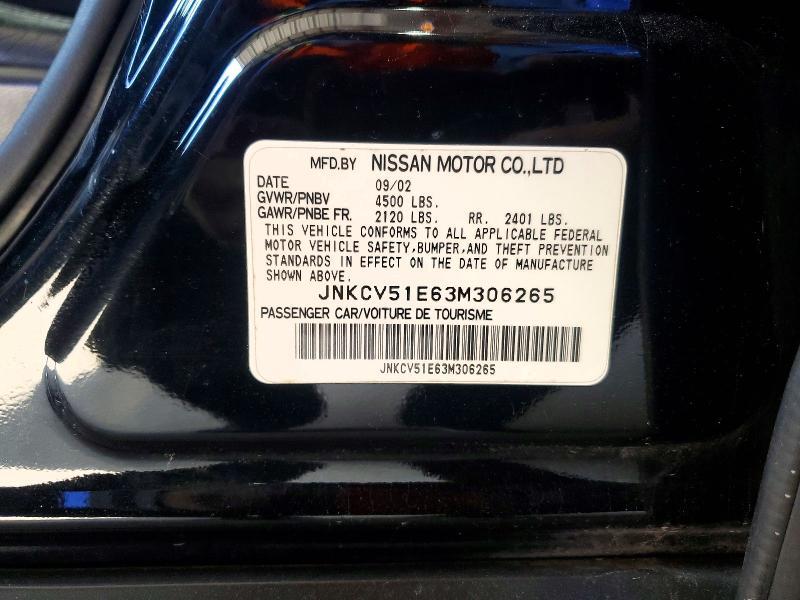 MFD.BY NISSAN MOTOR CO.,LTD
DATE 09/02
GVWR/PNBV 4500 LBS.
GAWR/PNBE FR. 2120 LBS. RR. 2401 LBS.
THIS VEHICLE CONFORMS TO ALL APPLICABLE FEDERAL
MOTOR VEHICLE SAFETY,BUMPER,AND THEFT PREVENTION
STANDARDS IN EFFECT ON THE DATE OF MANUFACTURE
SHOWN ABOVE.
JNKCV51E63M306265
PASSENGER CAR/VOITURE DE TOURISME
JNKCV51E63M306265